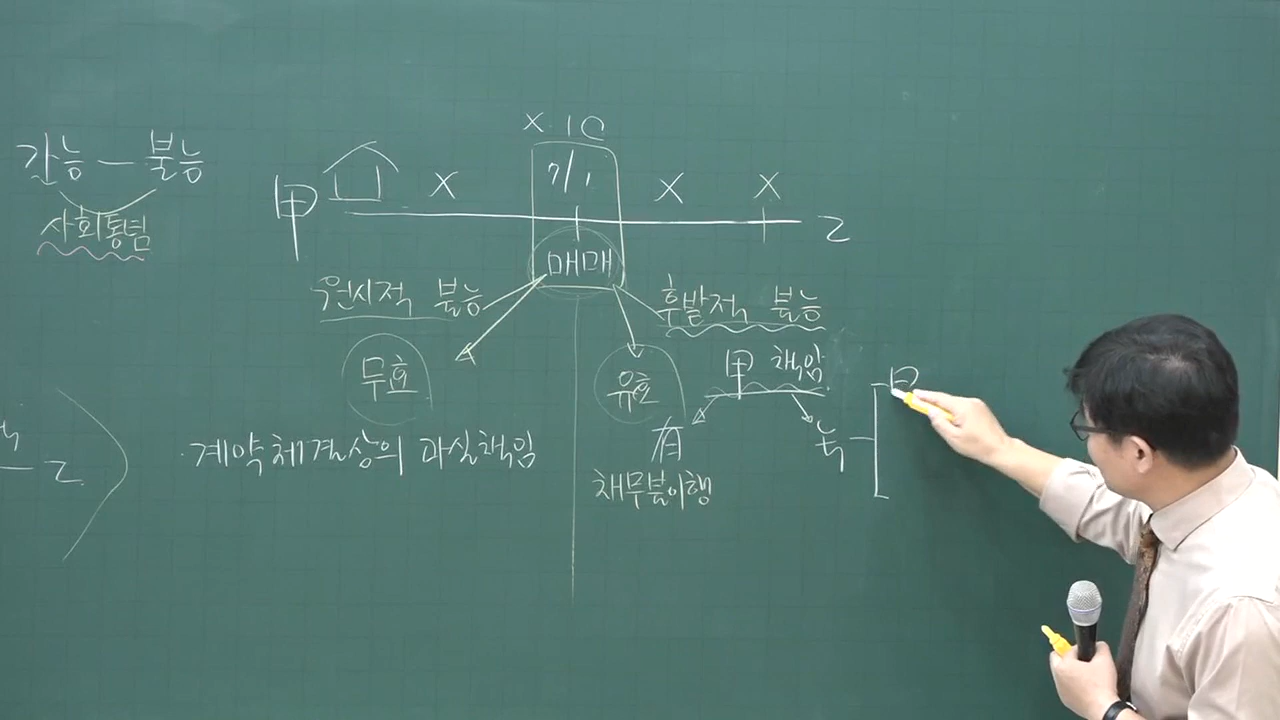 가능 — 불능
사회통념
X. 10
7/1
甲 X X X 乙
매매
원시적 불능
후발적 불능
무효
유효
甲 책임
有
계약체결상의 과실책임
채무불이행
乙